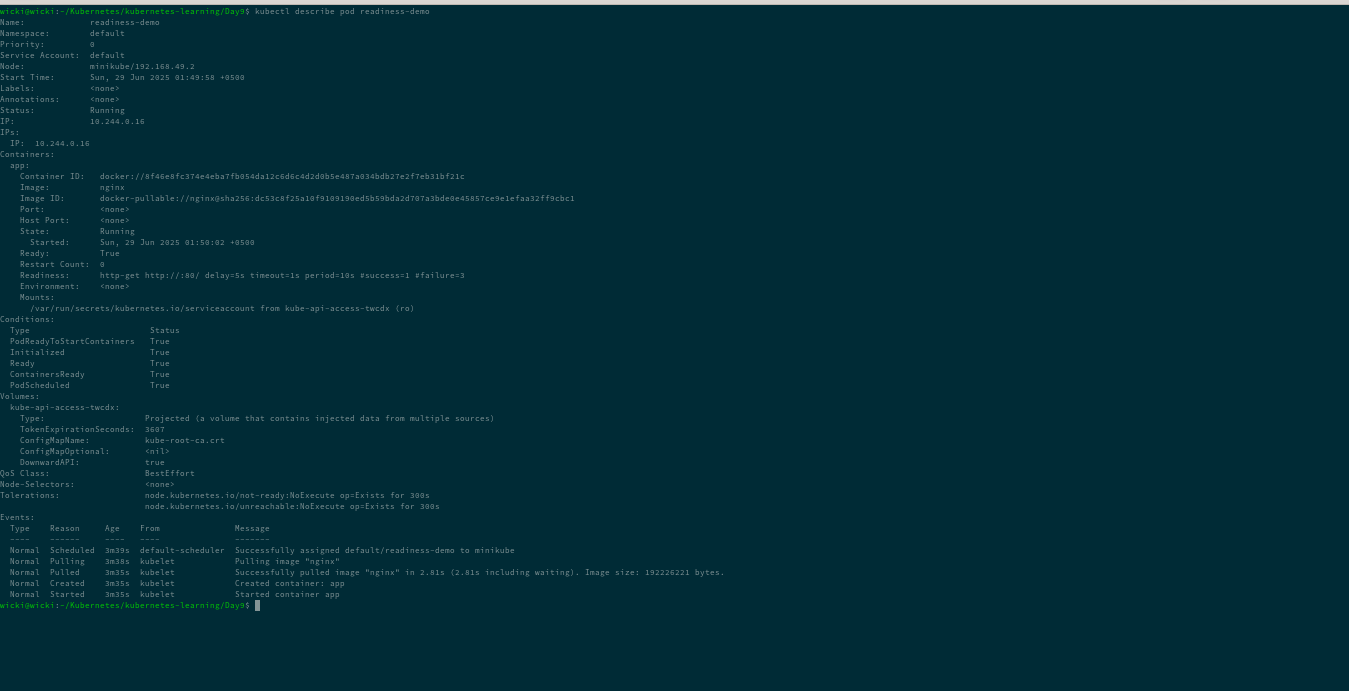 wicki@wicki:~/Kubernetes/kubernetes-learning/Day9$ kubectl describe pod readiness-demo
Name:             readiness-demo
Namespace:        default
Priority:         0
Service Account:  default
Node:             minikube/192.168.49.2
Start Time:       Sun, 29 Jun 2025 01:49:58 +0500
Labels:           <none>
Annotations:      <none>
Status:           Running
IP:               10.244.0.16
IPs:
  IP:  10.244.0.16
Containers:
  app:
    Container ID:   docker://8f46e8fc374e4eba7fb054da12c6d6c4d2d0b5e487a034bdb27e2f7eb31bf21c
    Image:          nginx
    Image ID:       docker-pullable://nginx@sha256:dc53c8f25a10f9109190ed5b59bda2d707a3bde0e45857ce9e1efaa32ff9cbc1
    Port:           <none>
    Host Port:      <none>
    State:          Running
      Started:      Sun, 29 Jun 2025 01:50:02 +0500
    Ready:          True
    Restart Count:  0
    Readiness:      http-get http://:80/ delay=5s timeout=1s period=10s #success=1 #failure=3
    Environment:    <none>
    Mounts:
      /var/run/secrets/kubernetes.io/serviceaccount from kube-api-access-twcdx (ro)
Conditions:
  Type                        Status
  PodReadyToStartContainers   True
  Initialized                 True
  Ready                       True
  ContainersReady             True
  PodScheduled                True
Volumes:
  kube-api-access-twcdx:
    Type:                    Projected (a volume that contains injected data from multiple sources)
    TokenExpirationSeconds:  3607
    ConfigMapName:           kube-root-ca.crt
    ConfigMapOptional:       <nil>
    DownwardAPI:             true
QoS Class:                   BestEffort
Node-Selectors:              <none>
Tolerations:                 node.kubernetes.io/not-ready:NoExecute op=Exists for 300s
                             node.kubernetes.io/unreachable:NoExecute op=Exists for 300s
Events:
  Type    Reason     Age    From               Message
  ----    ------     ----   ----               -------
  Normal  Scheduled  3m39s  default-scheduler  Successfully assigned default/readiness-demo to minikube
  Normal  Pulling    3m38s  kubelet            Pulling image "nginx"
  Normal  Pulled     3m35s  kubelet            Successfully pulled image "nginx" in 2.81s (2.81s including waiting). Image size: 192226221 bytes.
  Normal  Created    3m35s  kubelet            Created container: app
  Normal  Started    3m35s  kubelet            Started container app
wicki@wicki:~/Kubernetes/kubernetes-learning/Day9$